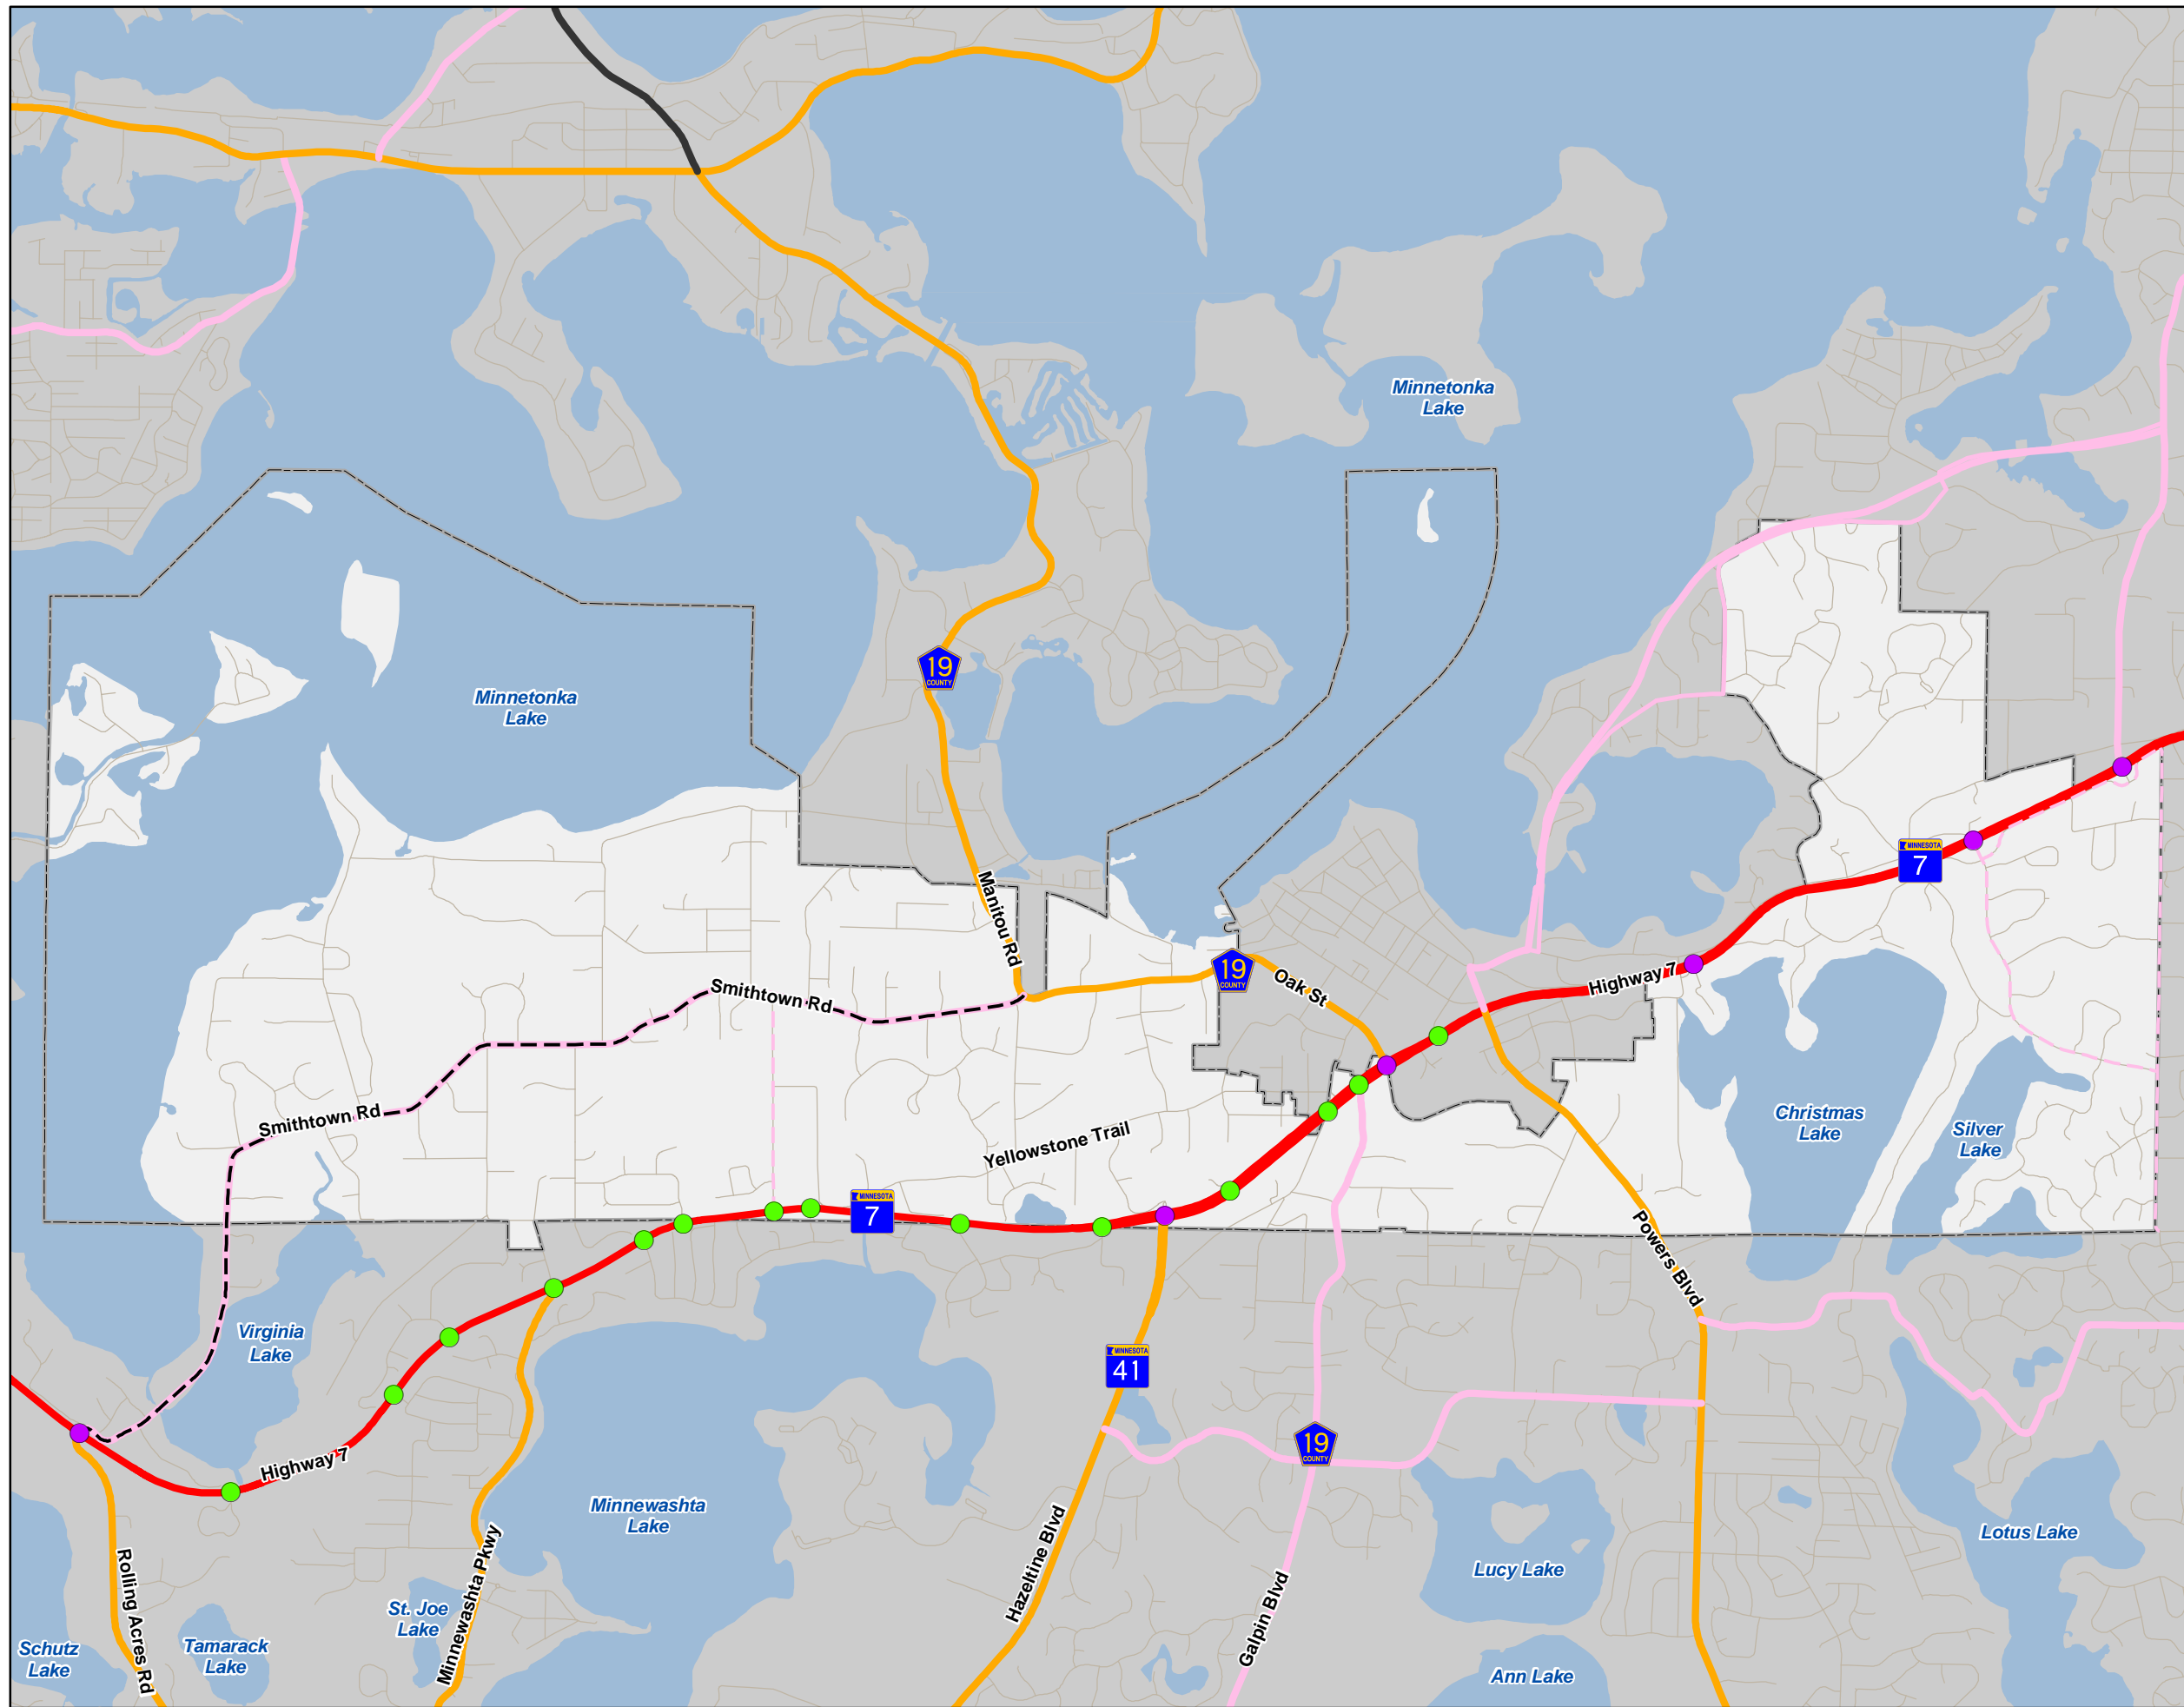 Minnetonka
Lake
19
COUNTY
Minnetonka
Lake
MINNESOTA
7
Manitou Rd
19
COUNTY
Oak St
Highway 7
Smithtown Rd
Smithtown Rd
Christmas
Lake
Silver
Lake
Yellowstone Trail
MINNESOTA
7
Powers Blvd
Virginia
Lake
MINNESOTA
41
19
COUNTY
Highway 7
Minnewashta
Lake
Lotus Lake
Hazeltine Blvd
Lucy Lake
Rolling Acres Rd
Minnewashta Pkwy
St. Joe
Lake
Galpin Blvd
Schutz
Lake
Tamarack
Lake
Ann Lake